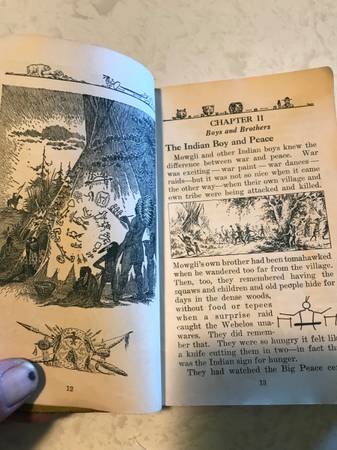 12
CHAPTER II
Boys and Brothers
The Indian Boy and Peace
Mowgli and other Indian boys knew the
difference between war and peace. War
was exciting — war paint — war dances —
raids—but it was not so nice when it came
the other way—when their own village and
own tribe were being attacked and killed.
Mowgli's own brother had been tomahawked
when he wandered too far from the village.
Then, too, they remembered having the
squaws and children and old people hide for
days in the dense woods,
without food or tepees
when a surprise raid
caught the Webelos una-
wares. They did remem-
ber that. They were so hungry it felt like
a knife cutting them in two—in fact that
was the Indian sign for hunger.
They had watched the Big Peace ce
13